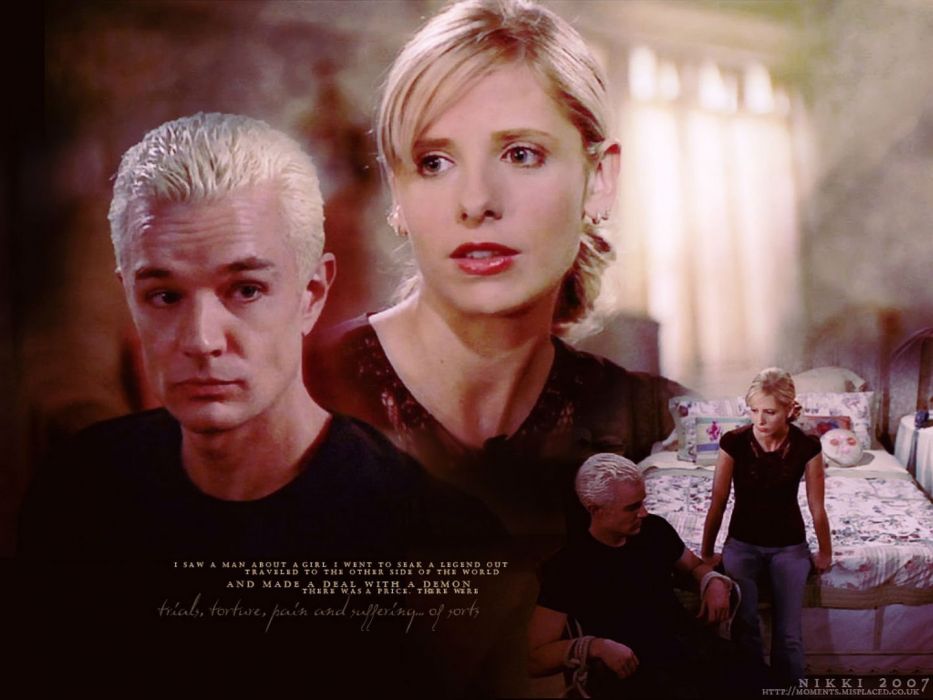 I SAW A MAN ABOUT A GIRL I WENT TO SEAK A LEGEND OUT
TRAVELED TO THE OTHER SIDE OF THE WORLD
AND MADE A DEAL WITH A DEMON
THERE WAS A PRICE. THERE WERE
trials, torture, pain and suffering... of sorts
NIKKI 2007
HTTP://MOMENTS.MISPLACED.CO.UK